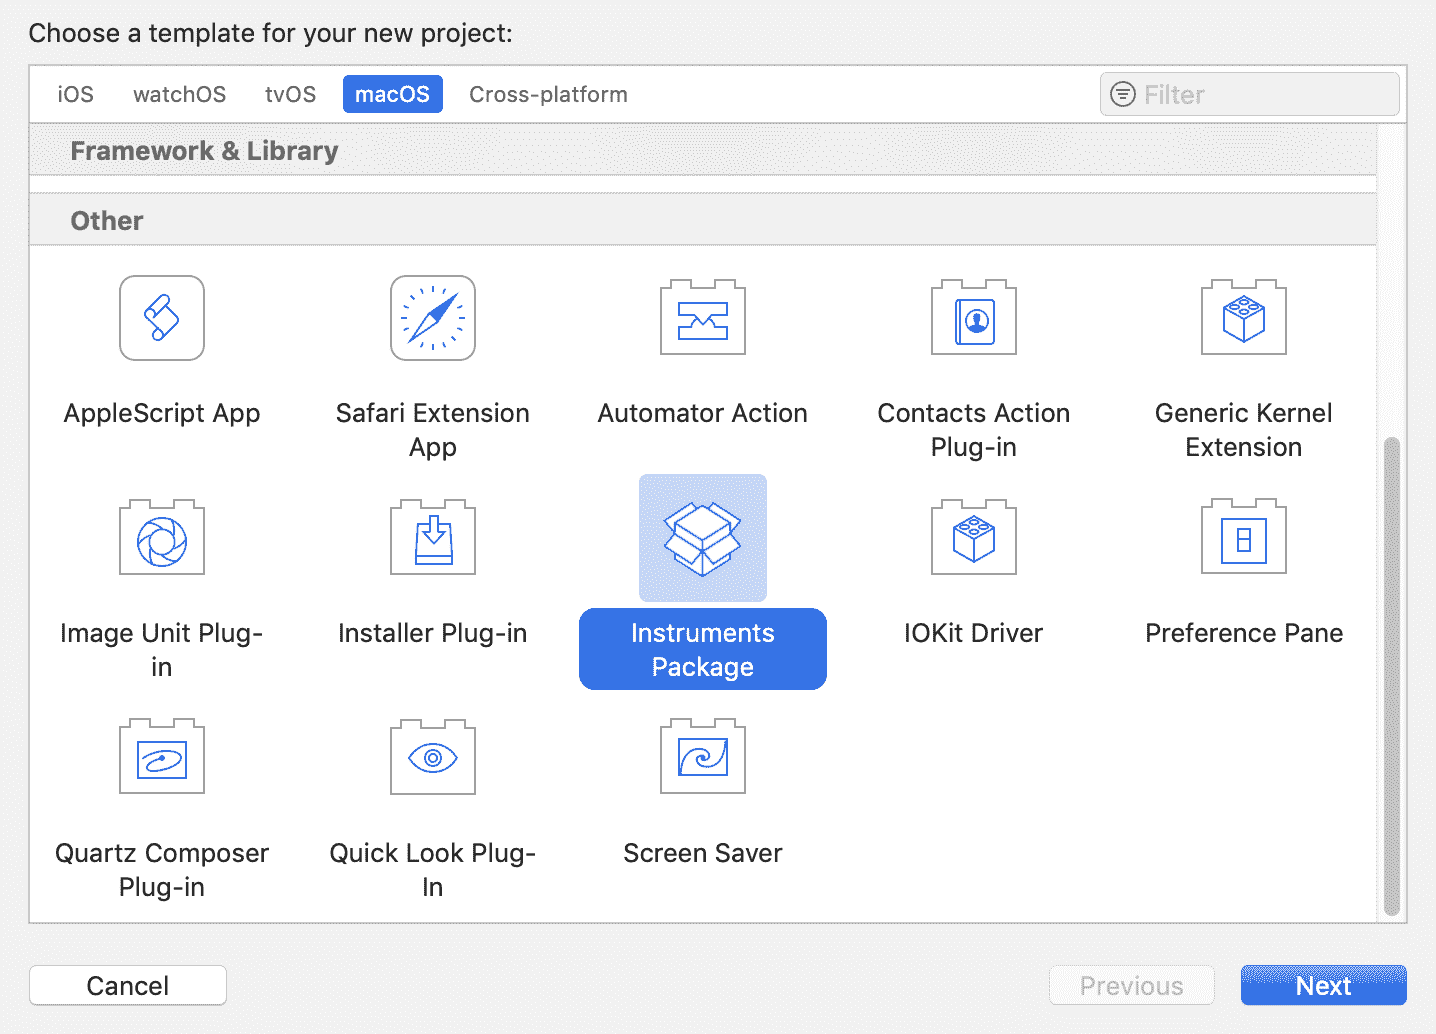 Choose a template for your new project:
iOS watchOS tvOS macOS Cross-platform Filter
Framework & Library
Other
AppleScript App
Safari Extension
App
Automator Action
Contacts Action
Plug-in
Generic Kernel
Extension
Image Unit Plug-
in
Installer Plug-in
Instruments
Package
IOKit Driver
Preference Pane
Quartz Composer
Plug-in
Quick Look Plug-
In
Screen Saver
Cancel
Previous
Next